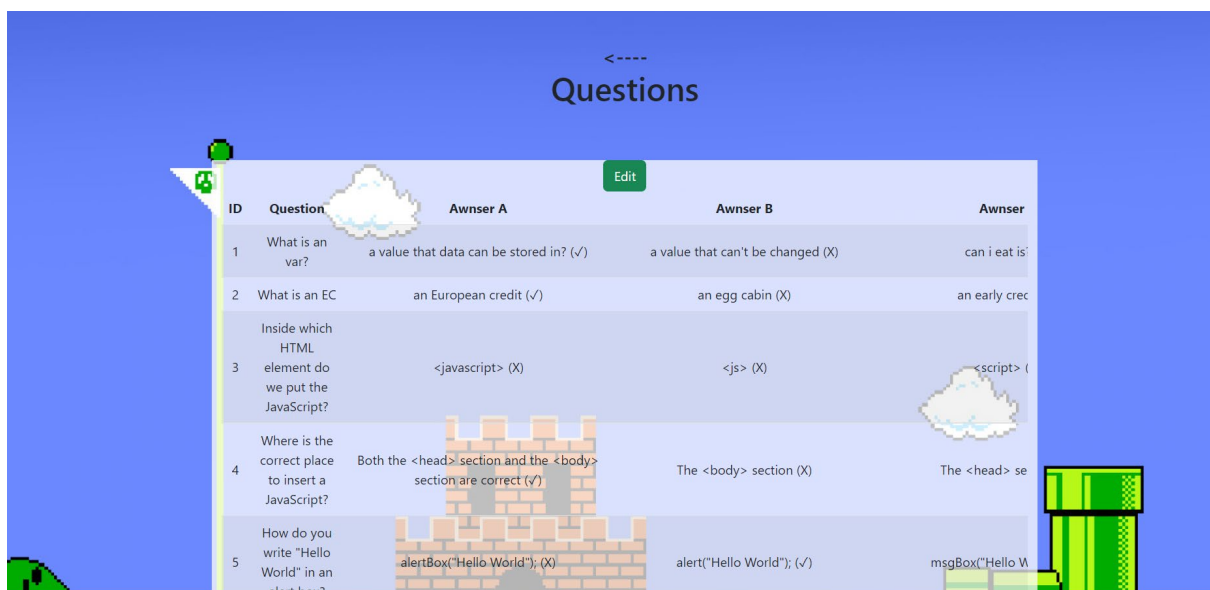 <----
Questions
Edit
ID Question Awnser A Awnser B Awnser
1 What is an var? a value that data can be stored in? (✓) a value that can't be changed (X) can i eat is?
2 What is an EC an European credit (✓) an egg cabin (X) an early cred
3 Inside which HTML element do we put the JavaScript? <javascript> (X) <js> (X) <script> (
4 Where is the correct place to insert a JavaScript? Both the <head> section and the <body> section are correct (✓) The <body> section (X) The <head> se
5 How do you write "Hello World" in an alertBox("Hello World"); (X) alert("Hello World"); (✓) msgBox("Hello W